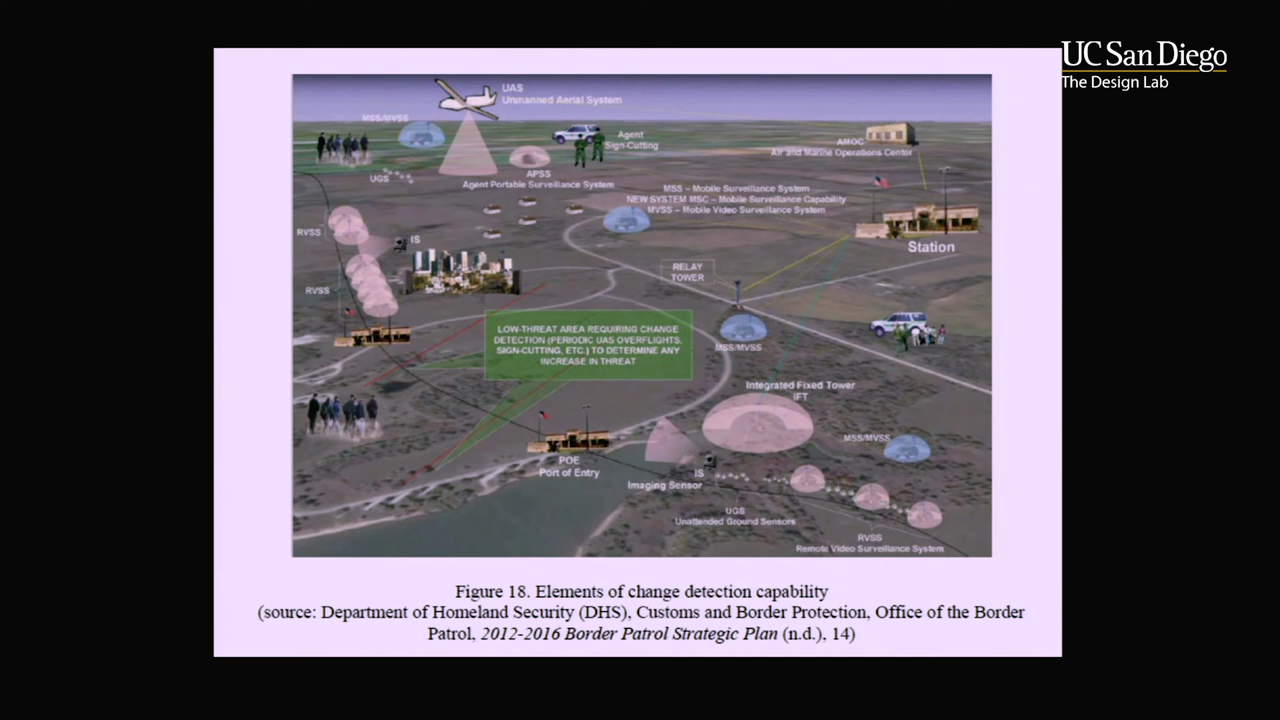 UC San Diego
The Design Lab
UAS
Unmanned Aerial System
MSS/MVSS
Agent
Sign-Cutting
AMOC
Air and Marine Operations Center
UGS
APSS
Agent Portable Surveillance System
MSS – Mobile Surveillance System
NEW SYSTEM MSC – Mobile Surveillance Capability
MVSS – Mobile Video Surveillance System
RVSS
IS
Station
RELAY
TOWER
RVSS
LOW-THREAT AREA REQUIRING CHANGE
DETECTION (PERIODIC UAS OVERFLIGHTS,
SIGN-CUTTING, ETC.) TO DETERMINE ANY
INCREASE IN THREAT
MSS/MVSS
Integrated Fixed Tower
IFT
MSS/MVSS
POE
Port of Entry
IS
Imaging Sensor
UGS
Unattended Ground Sensors
RVSS
Remote Video Surveillance System
Figure 18. Elements of change detection capability
(source: Department of Homeland Security (DHS), Customs and Border Protection, Office of the Border
Patrol, 2012-2016 Border Patrol Strategic Plan (n.d.), 14)